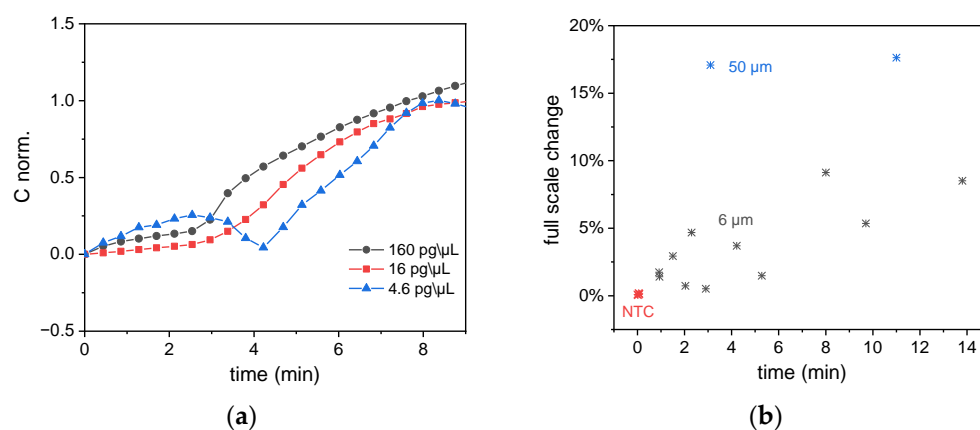 (a)
1.5
1.0
0.5
0.0
−0.5
C norm.
160 pg\µL
16 pg\µL
4.6 pg\µL
0 2 4 6 8
time (min)
(a)
(b)
20%
15%
10%
5%
0%
full scale change
50 µm
6 µm
NTC
0 2 4 6 8 10 12 14
time (min)
(b)